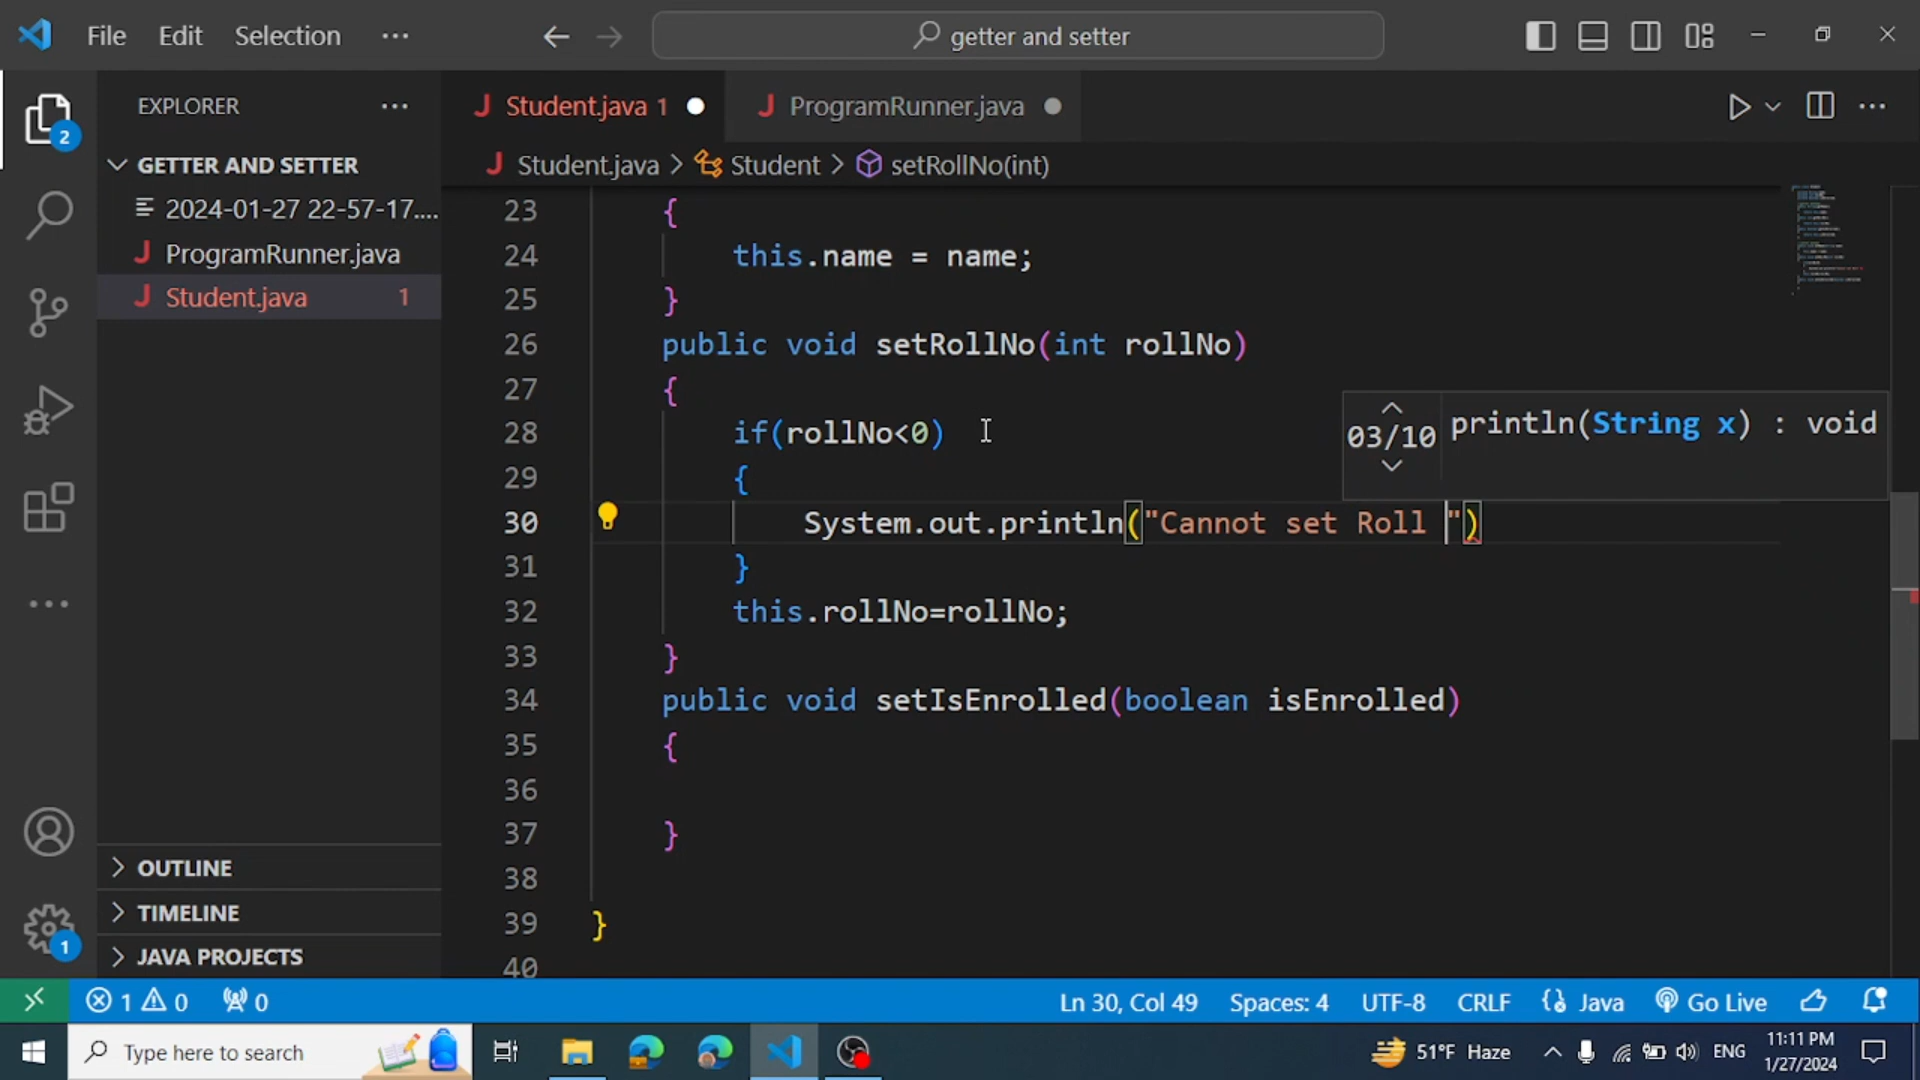 File Edit Selection ··· getter and setter
EXPLORER ···
Student.java 1 ProgramRunner.java
GETTER AND SETTER
Student.java > Student > setRollNo(int)
2024-01-27 22-57-17....
ProgramRunner.java
Student.java 1
2
23 {
24 this.name = name;
25 }
26 public void setRollNo(int rollNo)
27 {
28 if(rollNo<0)
03/10 println(String x) : void
29 {
30 System.out.println("Cannot set Roll ")
31 }
32 this.rollNo=rollNo;
33 }
34 public void setIsEnrolled(boolean isEnrolled)
35 {
36
37 }
38
39 }
40
OUTLINE
TIMELINE
JAVA PROJECTS
1
1 0 0 Ln 30, Col 49 Spaces: 4 UTF-8 CRLF Java Go Live
Type here to search 51°F Haze ENG 11:11 PM
1/27/2024